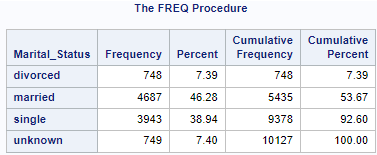 The FREQ Procedure
Marital_Status Frequency Percent Cumulative Frequency Cumulative Percent
divorced 748 7.39 748 7.39
married 4687 46.28 5435 53.67
single 3943 38.94 9378 92.60
unknown 749 7.40 10127 100.00